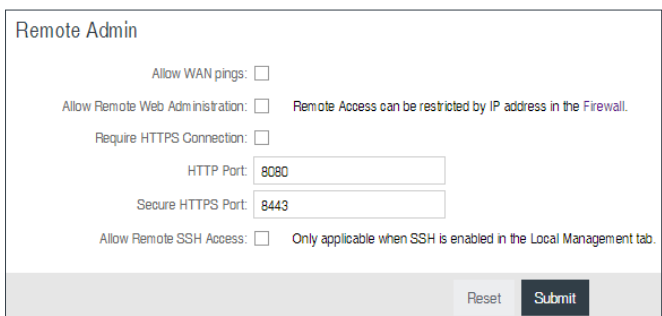 Remote Admin
Allow WAN pings:
Allow Remote Web Administration: Remote Access can be restricted by IP address in the Firewall.
Require HTTPS Connection:
HTTP Port: 8080
Secure HTTPS Port: 8443
Allow Remote SSH Access: Only applicable when SSH is enabled in the Local Management tab.
Reset Submit